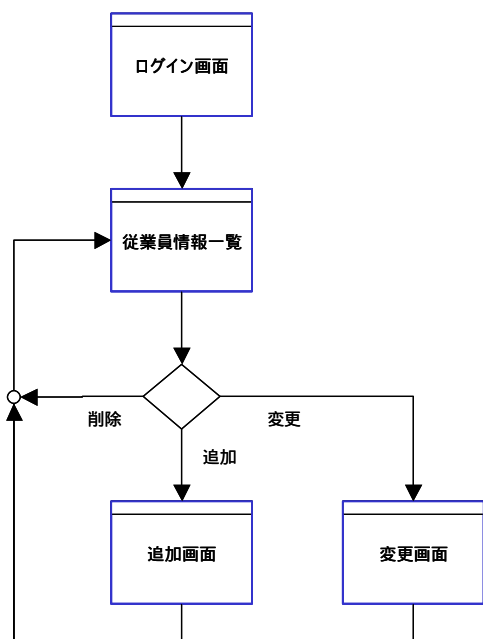 ログイン画面
従業員情報一覧
削除
変更
追加
追加画面
変更画面